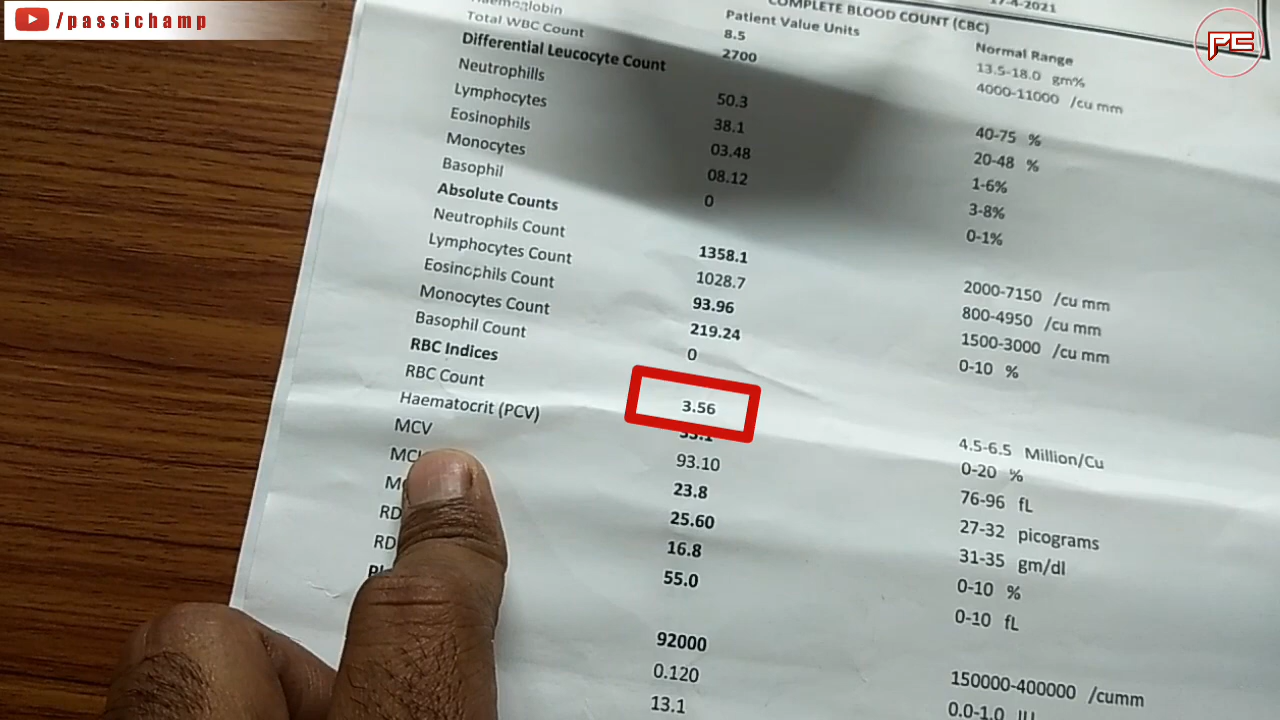 /passichamp
PC
17-4-2021
COMPLETE BLOOD COUNT (CBC)
Patient Value Units Normal Range
Haemoglobin 8.5 13.5-18.0 gm%
Total WBC Count 2700 4000-11000 /cu mm
Differential Leucocyte Count
Neutrophills 50.3 40-75 %
Lymphocytes 38.1 20-48 %
Eosinophils 03.48 1-6%
Monocytes 08.12 3-8%
Basophil 0 0-1%
Absolute Counts
Neutrophils Count 1358.1 2000-7150 /cu mm
Lymphocytes Count 1028.7 800-4950 /cu mm
Eosinophils Count 93.96 1500-3000 /cu mm
Monocytes Count 219.24 0-10 %
Basophil Count 0
RBC Indices
RBC Count 3.56 4.5-6.5 Million/Cu
Haematocrit (PCV) 0-20 %
MCV 93.10 76-96 fL
23.8 27-32 picograms
25.60 31-35 gm/dl
16.8 0-10 %
55.0 0-10 fL
92000 150000-400000 /cumm
0.120 0.0-1.0
13.1